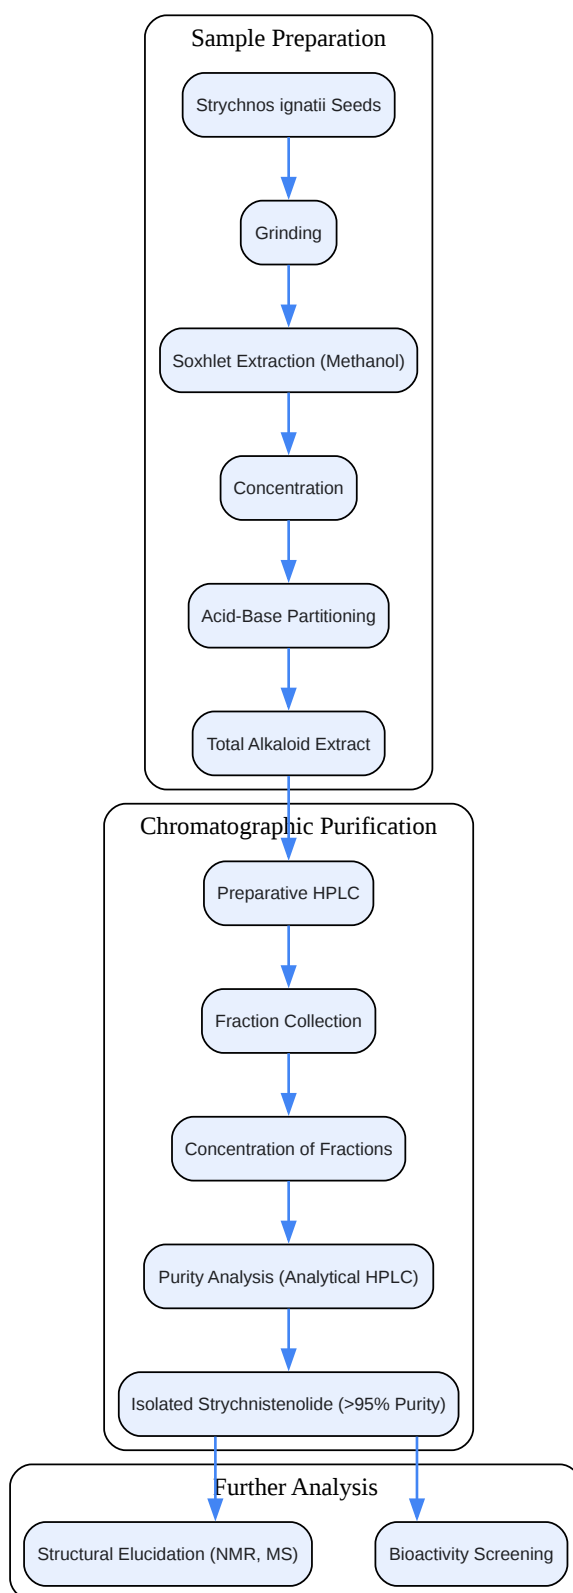 Sample Preparation
Strychnos ignatii Seeds
Grinding
Soxhlet Extraction (Methanol)
Concentration
Acid-Base Partitioning
Total Alkaloid Extract
Chromatographic Purification
Preparative HPLC
Fraction Collection
Concentration of Fractions
Purity Analysis (Analytical HPLC)
Isolated Strychnistenolide (>95% Purity)
Further Analysis
Structural Elucidation (NMR, MS)
Bioactivity Screening